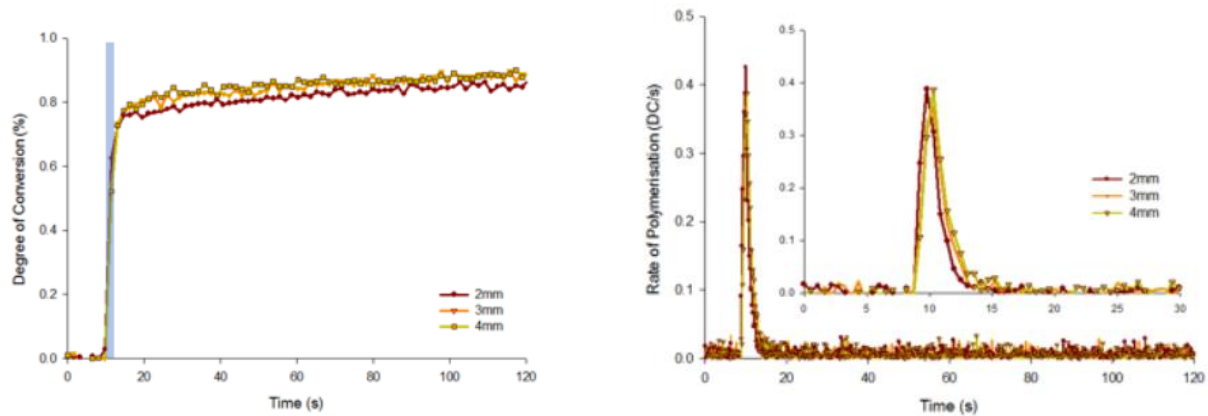 Degree of Conversion (%)
1.0
0.8
0.6
0.4
0.2
0.0
2mm
3mm
4mm
0 20 40 60 80 100 120
Time (s)
Rate of Polymerisation (DC/s)
0.5
0.4
0.3
0.2
0.1
0.0
0.5
0.4
0.3
0.2
0.1
0.0
0 5 10 15 20 25 30
2mm
3mm
4mm
0 20 40 60 80 100 120
Time (s)